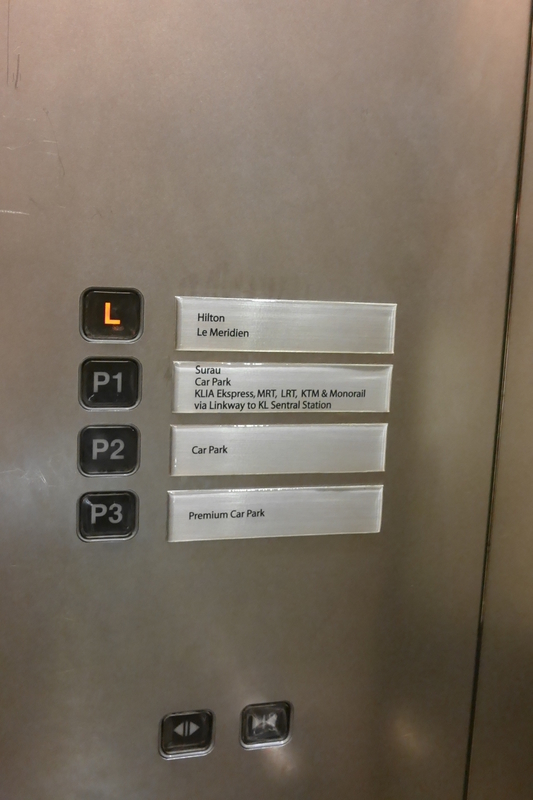 L
Hilton
Le Meridien
P1
Surau
Car Park
KLIA Ekspress, MRT, LRT, KTM & Monorail
via Linkway to KL Sentral Station
P2
Car Park
P3
Premium Car Park